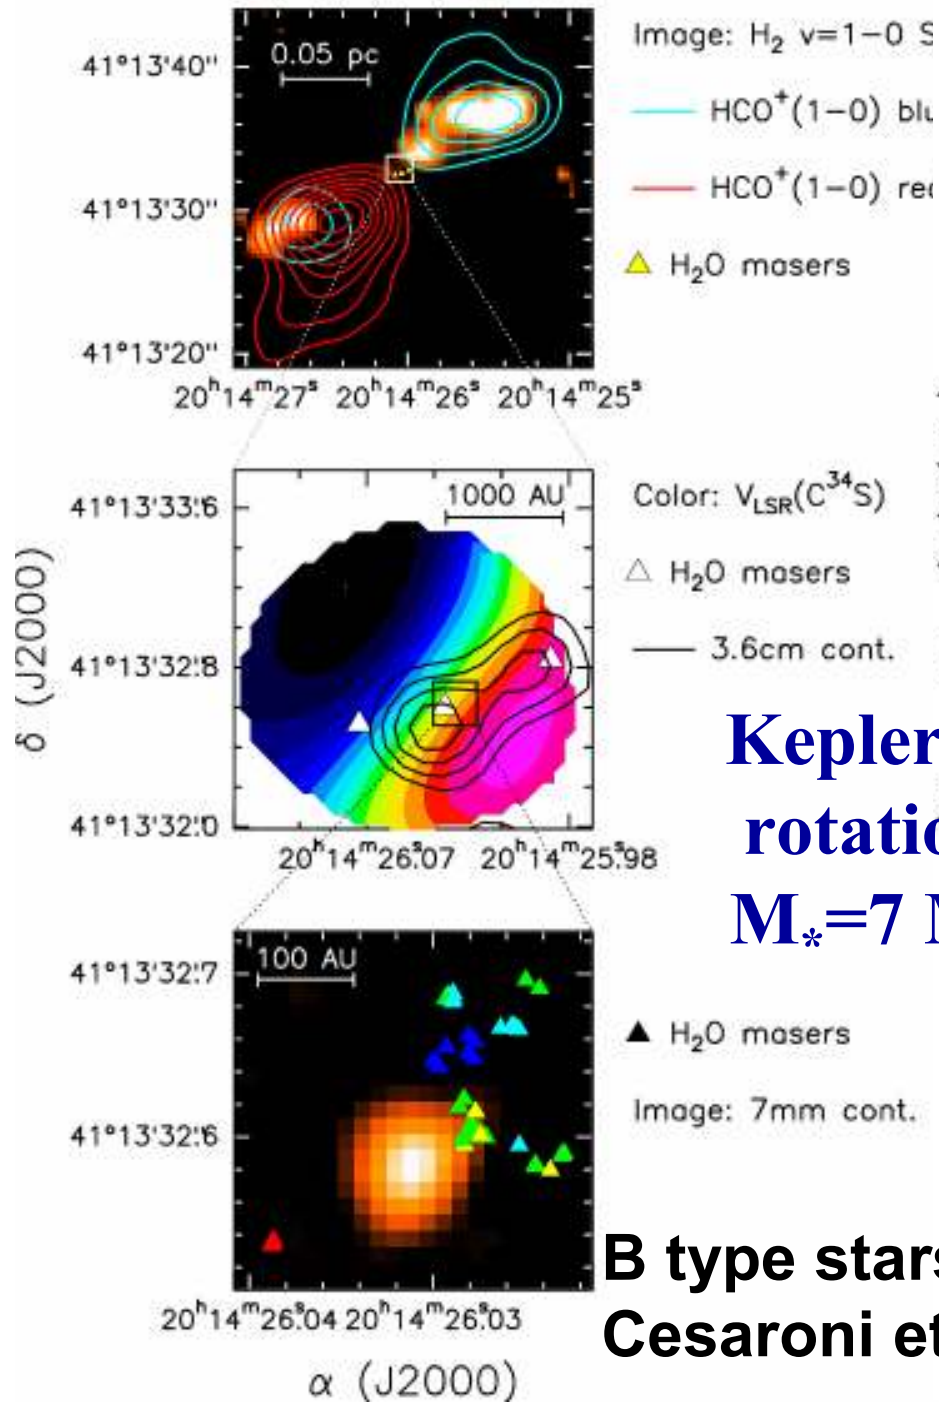 0.05 pc
41°13'40"
41°13'30"
41°13'20"
20ʰ14ᵐ27ˢ 20ʰ14ᵐ26ˢ 20ʰ14ᵐ25ˢ
Image: H₂ v=1−0 S
HCO⁺(1−0) blu
HCO⁺(1−0) red
H₂O masers
1000 AU
41°13'33".6
41°13'32".8
41°13'32".0
20ʰ14ᵐ26ˢ.07 20ʰ14ᵐ25ˢ.98
δ (J2000)
Color: V_LSR(C³⁴S)
H₂O masers
3.6cm cont.
Kepler
rotatio
M*=7 M
100 AU
41°13'32".7
41°13'32".6
20ʰ14ᵐ26ˢ.04 20ʰ14ᵐ26ˢ.03
α (J2000)
H₂O masers
Image: 7mm cont.
B type stars
Cesaroni et